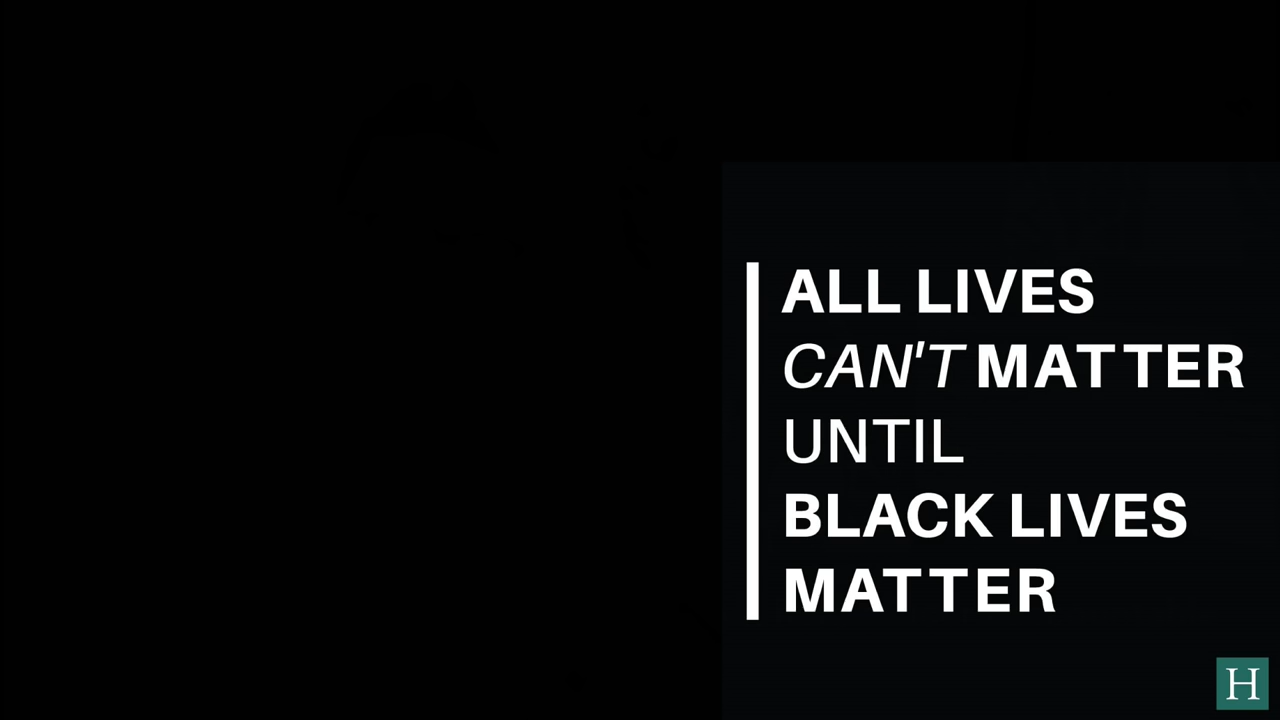 ALL LIVES
CAN'T MATTER
UNTIL
BLACK LIVES
MATTER
H